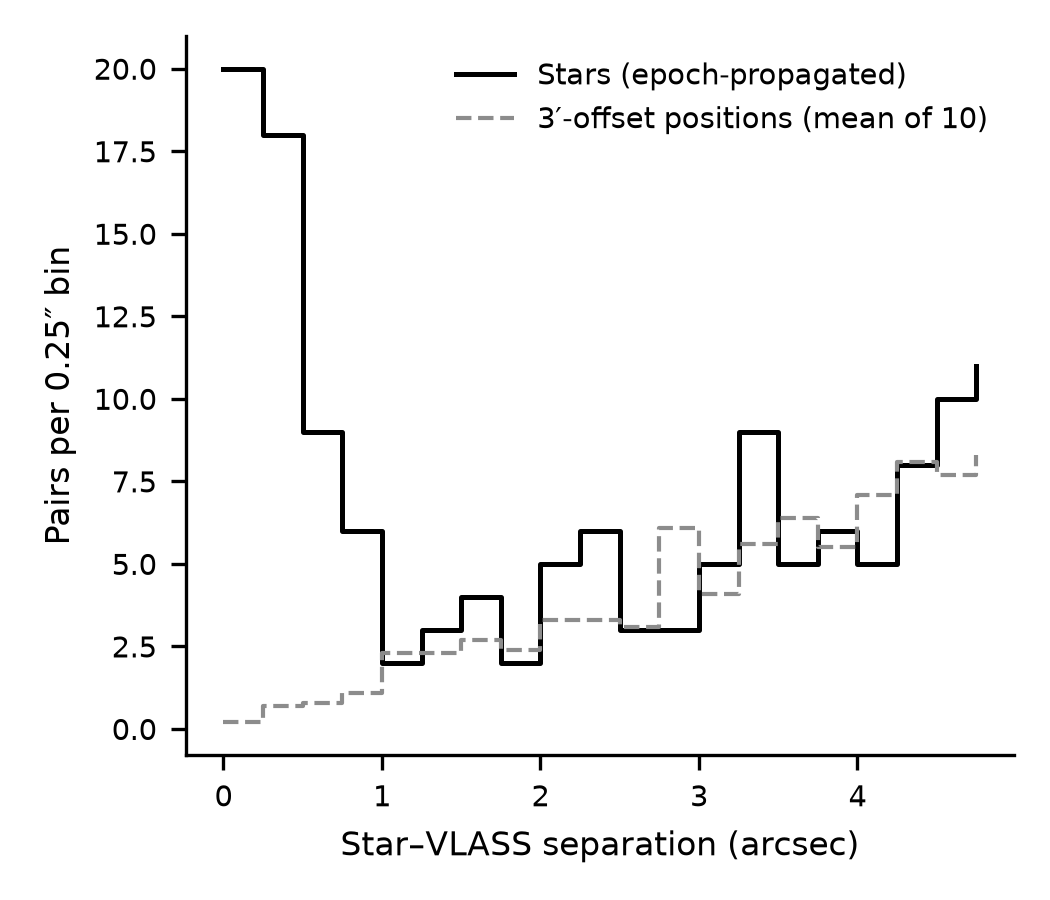 Stars (epoch-propagated)
3′-offset positions (mean of 10)
Pairs per 0.25″ bin
20.0
17.5
15.0
12.5
10.0
7.5
5.0
2.5
0.0
0 1 2 3 4
Star–VLASS separation (arcsec)